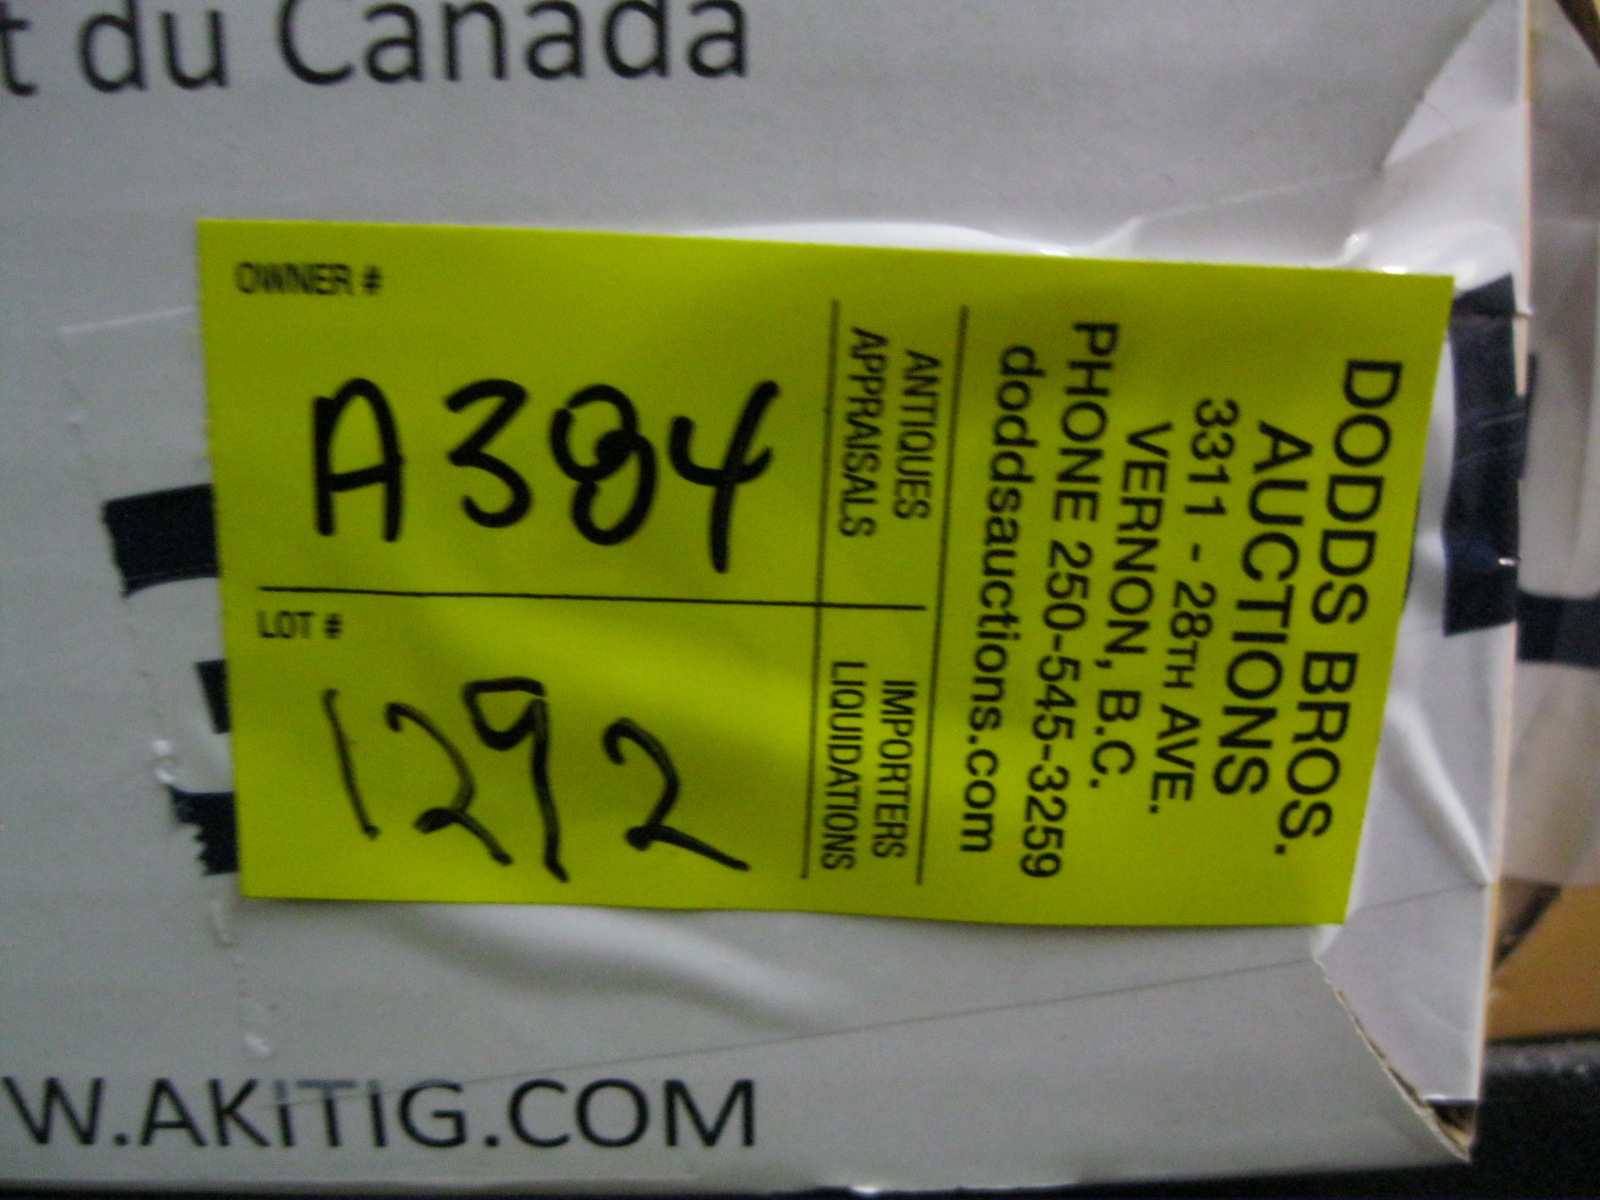 t du Canada
OWNER #
A384
LOT #
1292
ANTIQUES
APPRAISALS
IMPORTERS
LIQUIDATIONS
DODDS BROS.
AUCTIONS
3311 - 28TH AVE.
VERNON, B.C.
PHONE 250-545-3259
doddsauctions.com
W.AKITIG.COM